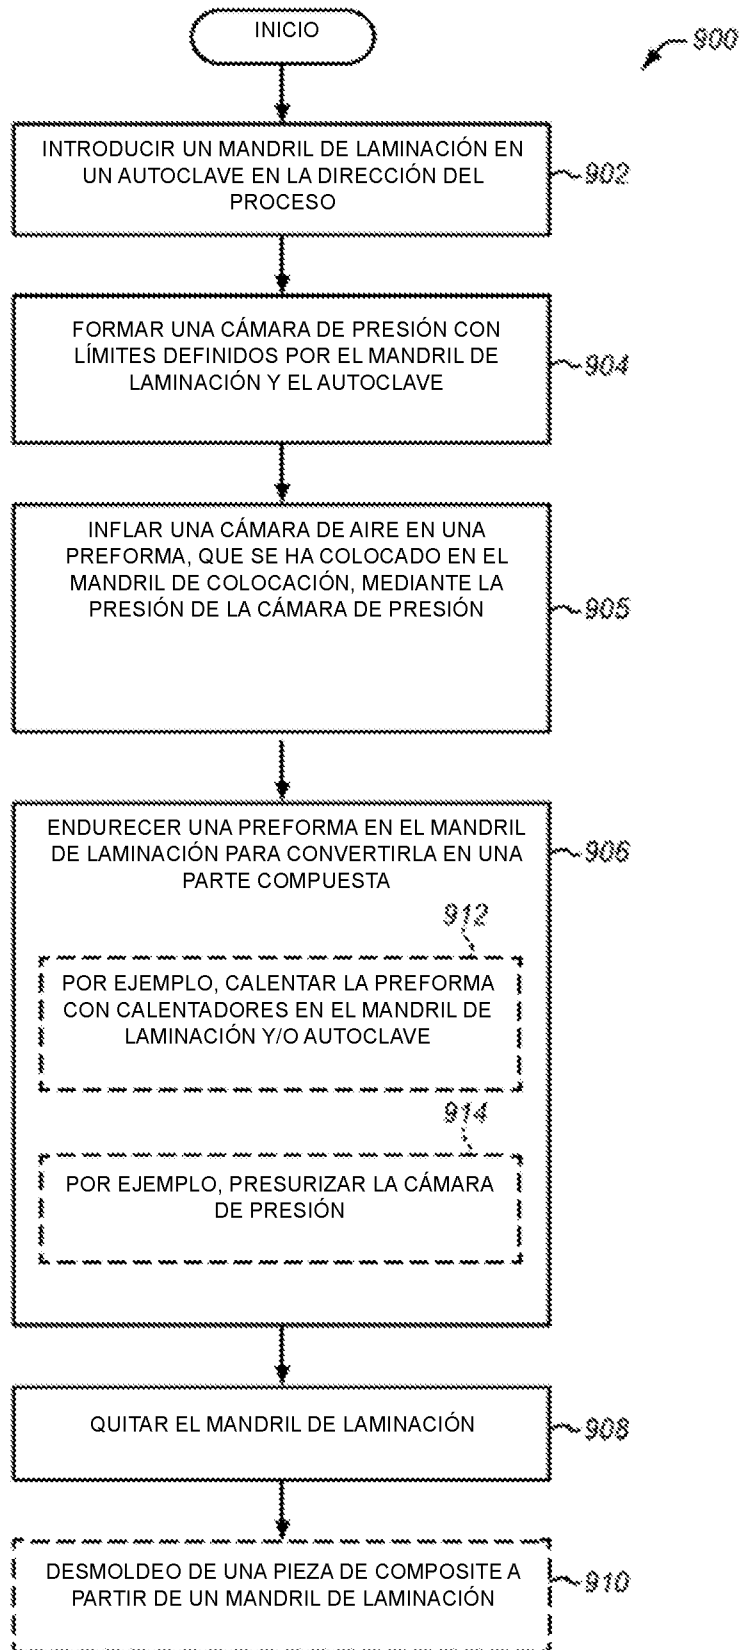 INICIO
900
INTRODUCIR UN MANDRIL DE LAMINACIÓN EN
UN AUTOCLAVE EN LA DIRECCIÓN DEL
PROCESO
902
FORMAR UNA CÁMARA DE PRESIÓN CON
LÍMITES DEFINIDOS POR EL MANDRIL DE
LAMINACIÓN Y EL AUTOCLAVE
904
INFLAR UNA CÁMARA DE AIRE EN UNA
PREFORMA, QUE SE HA COLOCADO EN EL
MANDRIL DE COLOCACIÓN, MEDIANTE LA
PRESIÓN DE LA CÁMARA DE PRESIÓN
905
ENDURECER UNA PREFORMA EN EL MANDRIL
DE LAMINACIÓN PARA CONVERTIRLA EN UNA
PARTE COMPUESTA
906
912
POR EJEMPLO, CALENTAR LA PREFORMA
CON CALENTADORES EN EL MANDRIL DE
LAMINACIÓN Y/O AUTOCLAVE
914
POR EJEMPLO, PRESURIZAR LA CÁMARA
DE PRESIÓN
QUITAR EL MANDRIL DE LAMINACIÓN
908
DESMOLDEO DE UNA PIEZA DE COMPOSITE A
PARTIR DE UN MANDRIL DE LAMINACIÓN
910